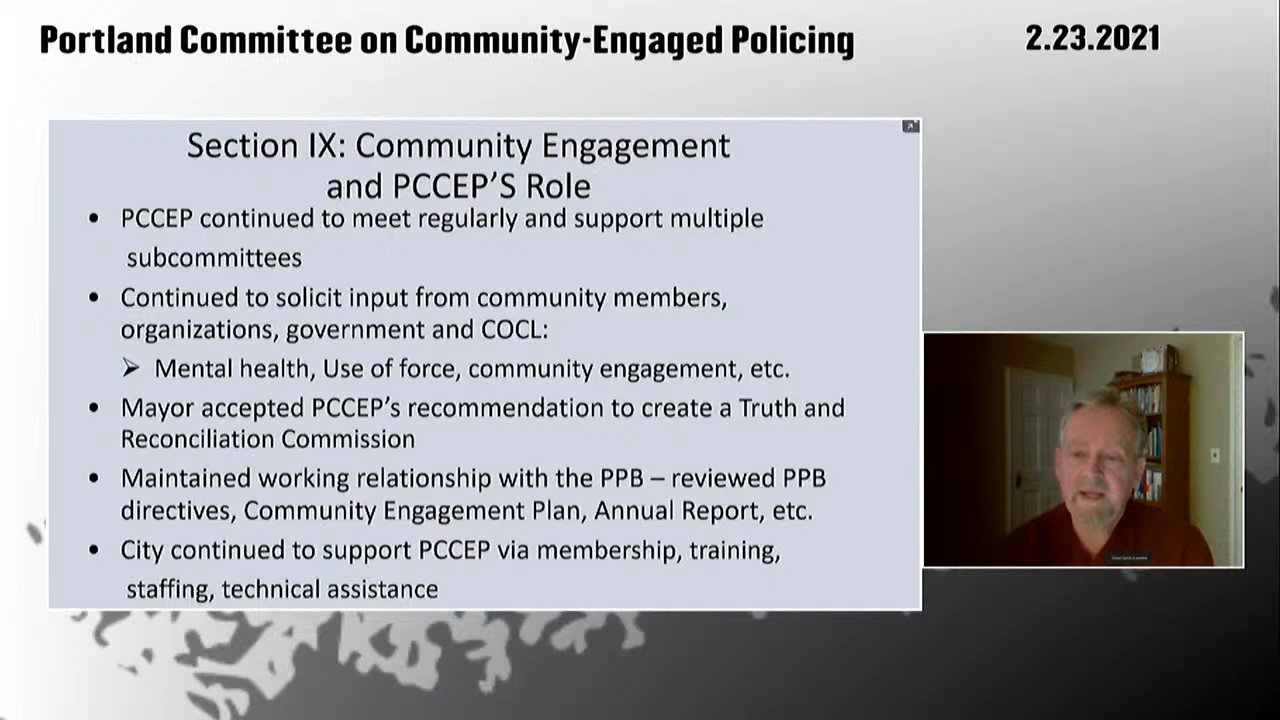 Portland Committee on Community-Engaged Policing
2.23.2021
Section IX: Community Engagement
and PCCEP'S Role
• PCCEP continued to meet regularly and support multiple
subcommittees
• Continued to solicit input from community members,
organizations, government and COCL:
➢ Mental health, Use of force, community engagement, etc.
• Mayor accepted PCCEP’s recommendation to create a Truth and
Reconciliation Commission
• Maintained working relationship with the PPB – reviewed PPB
directives, Community Engagement Plan, Annual Report, etc.
• City continued to support PCCEP via membership, training,
staffing, technical assistance